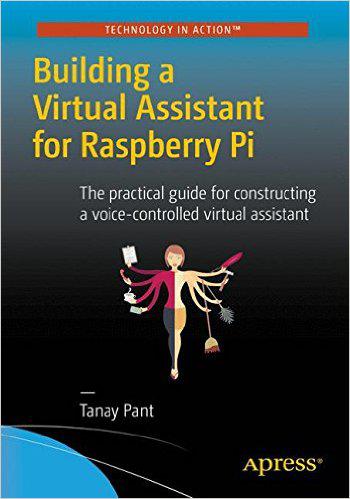 TECHNOLOGY IN ACTION™
Building a
Virtual Assistant
for Raspberry Pi
The practical guide for constructing
a voice-controlled virtual assistant
Tanay Pant
Apress®